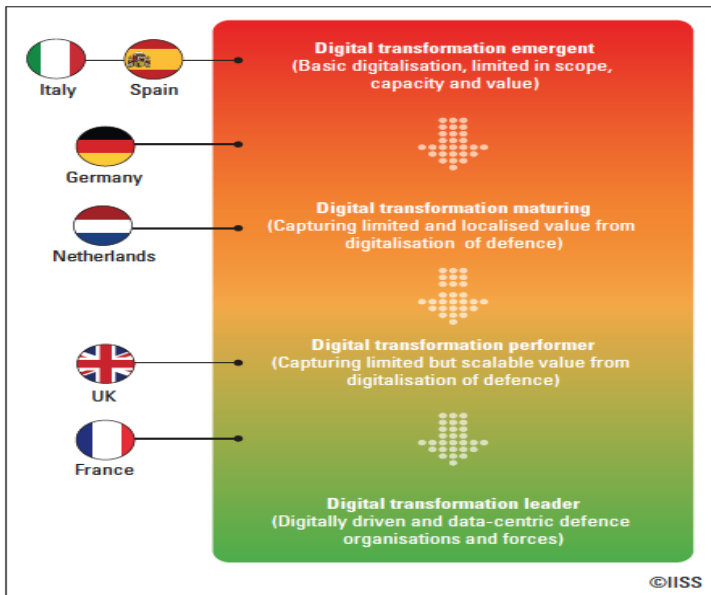 Digital transformation emergent
(Basic digitalisation, limited in scope,
capacity and value)
Italy
Spain
Germany
Digital transformation maturing
(Capturing limited and localised value from
digitalisation of defence)
Netherlands
Digital transformation performer
(Capturing limited but scalable value from
digitalisation of defence)
UK
France
Digital transformation leader
(Digitally driven and data-centric defence
organisations and forces)
©IISS